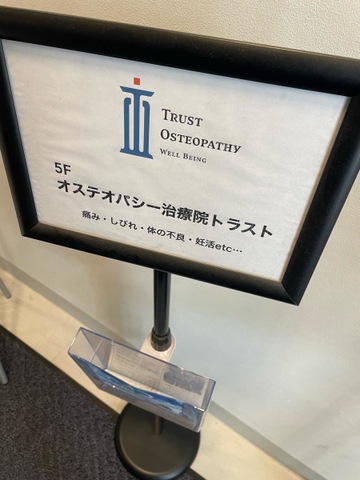 TRUST
OSTEOPATHY
WELL BEING
5F
オステオパシー治療院トラスト
痛み・しびれ・体の不良・妊活etc…